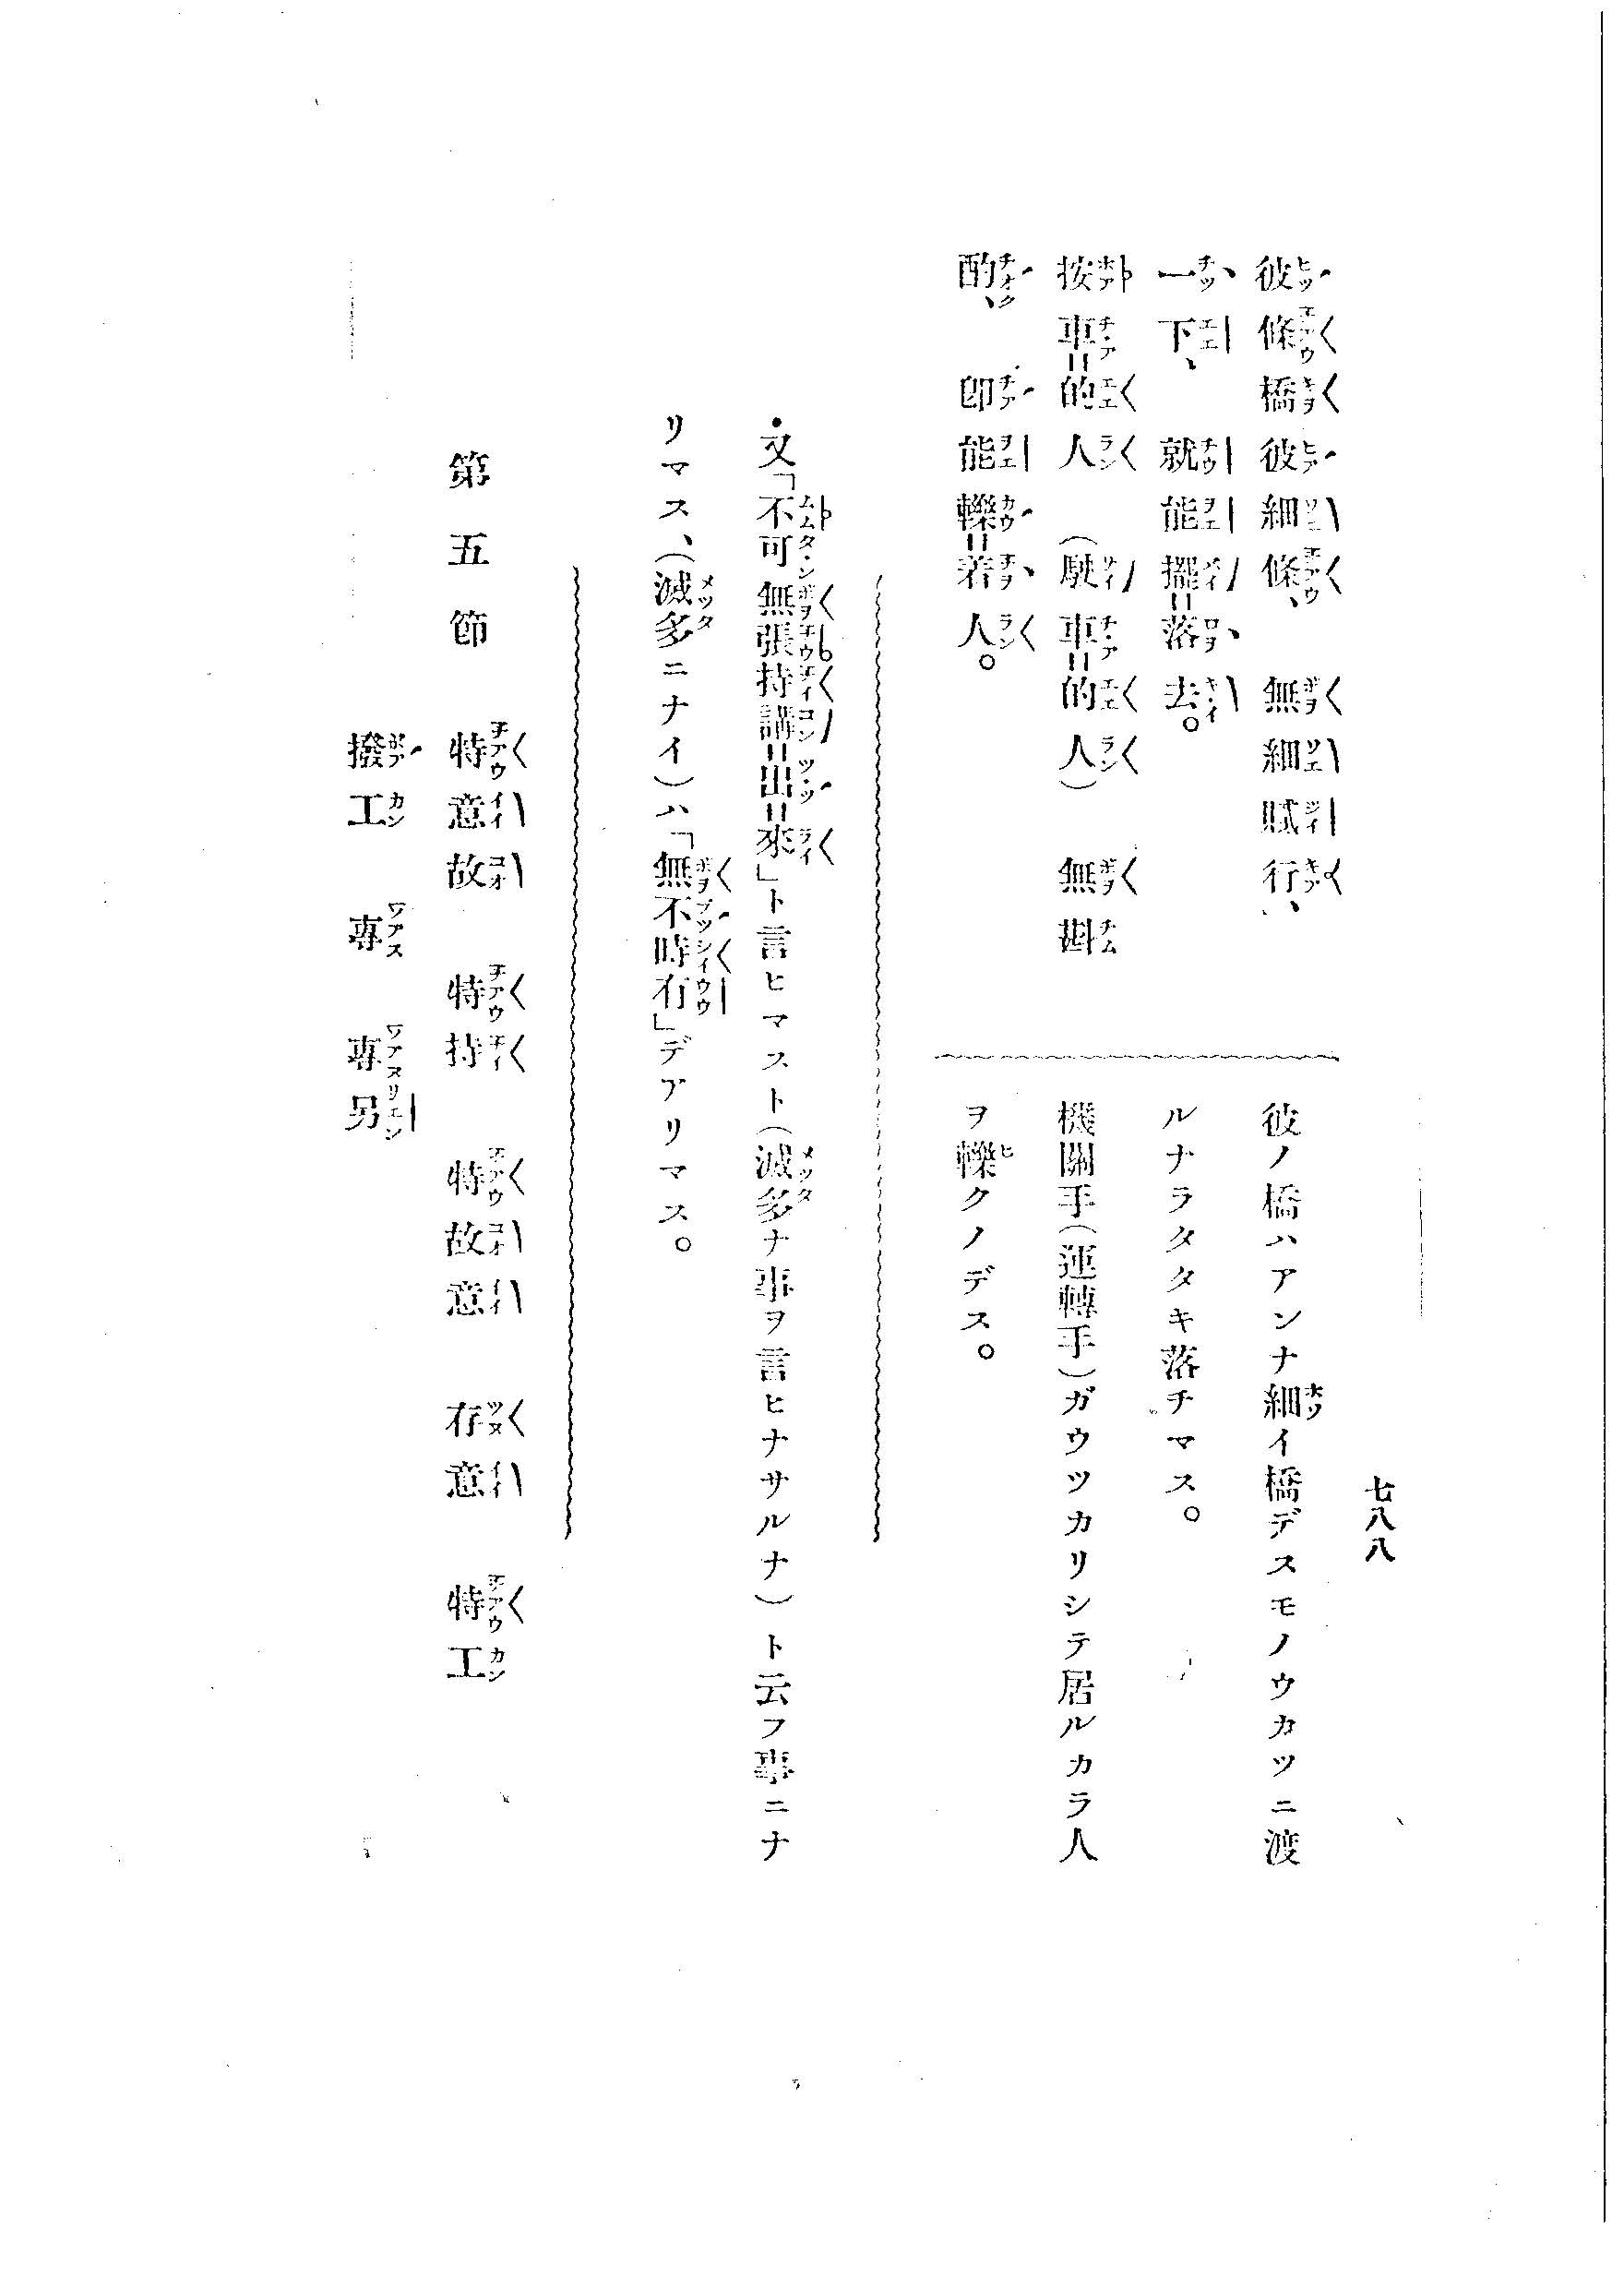 七八八
彼條橋彼細條、無細膩行、
一下、就能擺落去。
按車的人(駛車的人)無斟
酌、卽能轢着人。
彼ノ橋ハアンナ細イ橋デスモノウカツニ渡
ルナラタタキ落チマス。
機關手(運轉手)ガウツカリシテ居ルカラ人
ヲ轢クノデス。
・又「不可無張持講出來」ト言ヒマスト(滅多ナ事ヲ言ヒナサルナ)ト云フ事ニナ
リマス、(滅多ニナイ)ハ「無不時有」デアリマス。
第五節 特意故 特持 特故意 存意 特工
撥工 專 專另